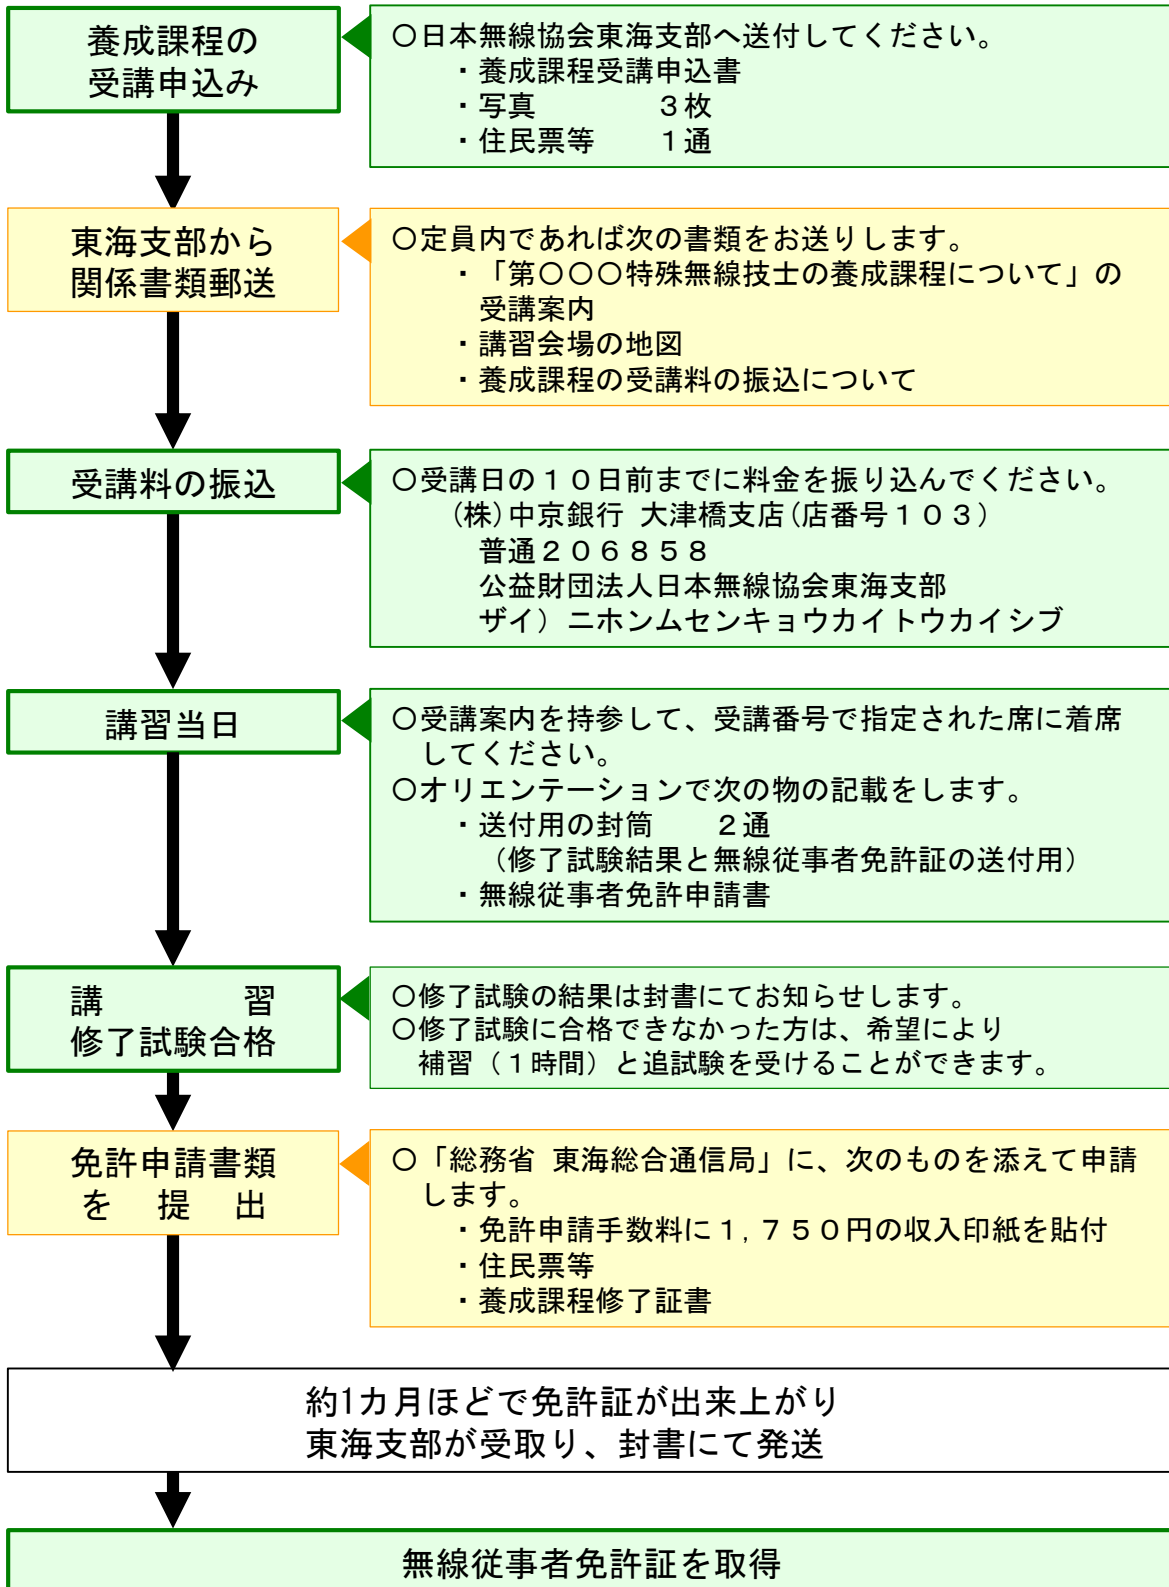 養成課程の
受講申込み
〇日本無線協会東海支部へ送付してください。
・養成課程受講申込書
・写真　　　３枚
・住民票等　　１通
東海支部から
関係書類郵送
〇定員内であれば次の書類をお送りします。
・「第〇〇〇特殊無線技士の養成課程について」の
受講案内
・講習会場の地図
・養成課程の受講料の振込について
受講料の振込
〇受講日の１０日前までに料金を振り込んでください。
(株)中京銀行 大津橋支店(店番号１０３)
普通２０６８５８
公益財団法人日本無線協会東海支部
ザイ）ニホンムセンキョウカイトウカイシブ
講習当日
〇受講案内を持参して、受講番号で指定された席に着席
してください。
〇オリエンテーションで次の物の記載をします。
・送付用の封筒　　２通
（修了試験結果と無線従事者免許証の送付用）
・無線従事者免許申請書
講　　　　習
修了試験合格
〇修了試験の結果は封書にてお知らせします。
〇修了試験に合格できなかった方は、希望により
補習（１時間）と追試験を受けることができます。
免許申請書類
を　提　出
〇「総務省 東海総合通信局」に、次のものを添えて申請
します。
・免許申請手数料に１,７５０円の収入印紙を貼付
・住民票等
・養成課程修了証書
約1カ月ほどで免許証が出来上がり
東海支部が受取り、封書にて発送
無線従事者免許証を取得